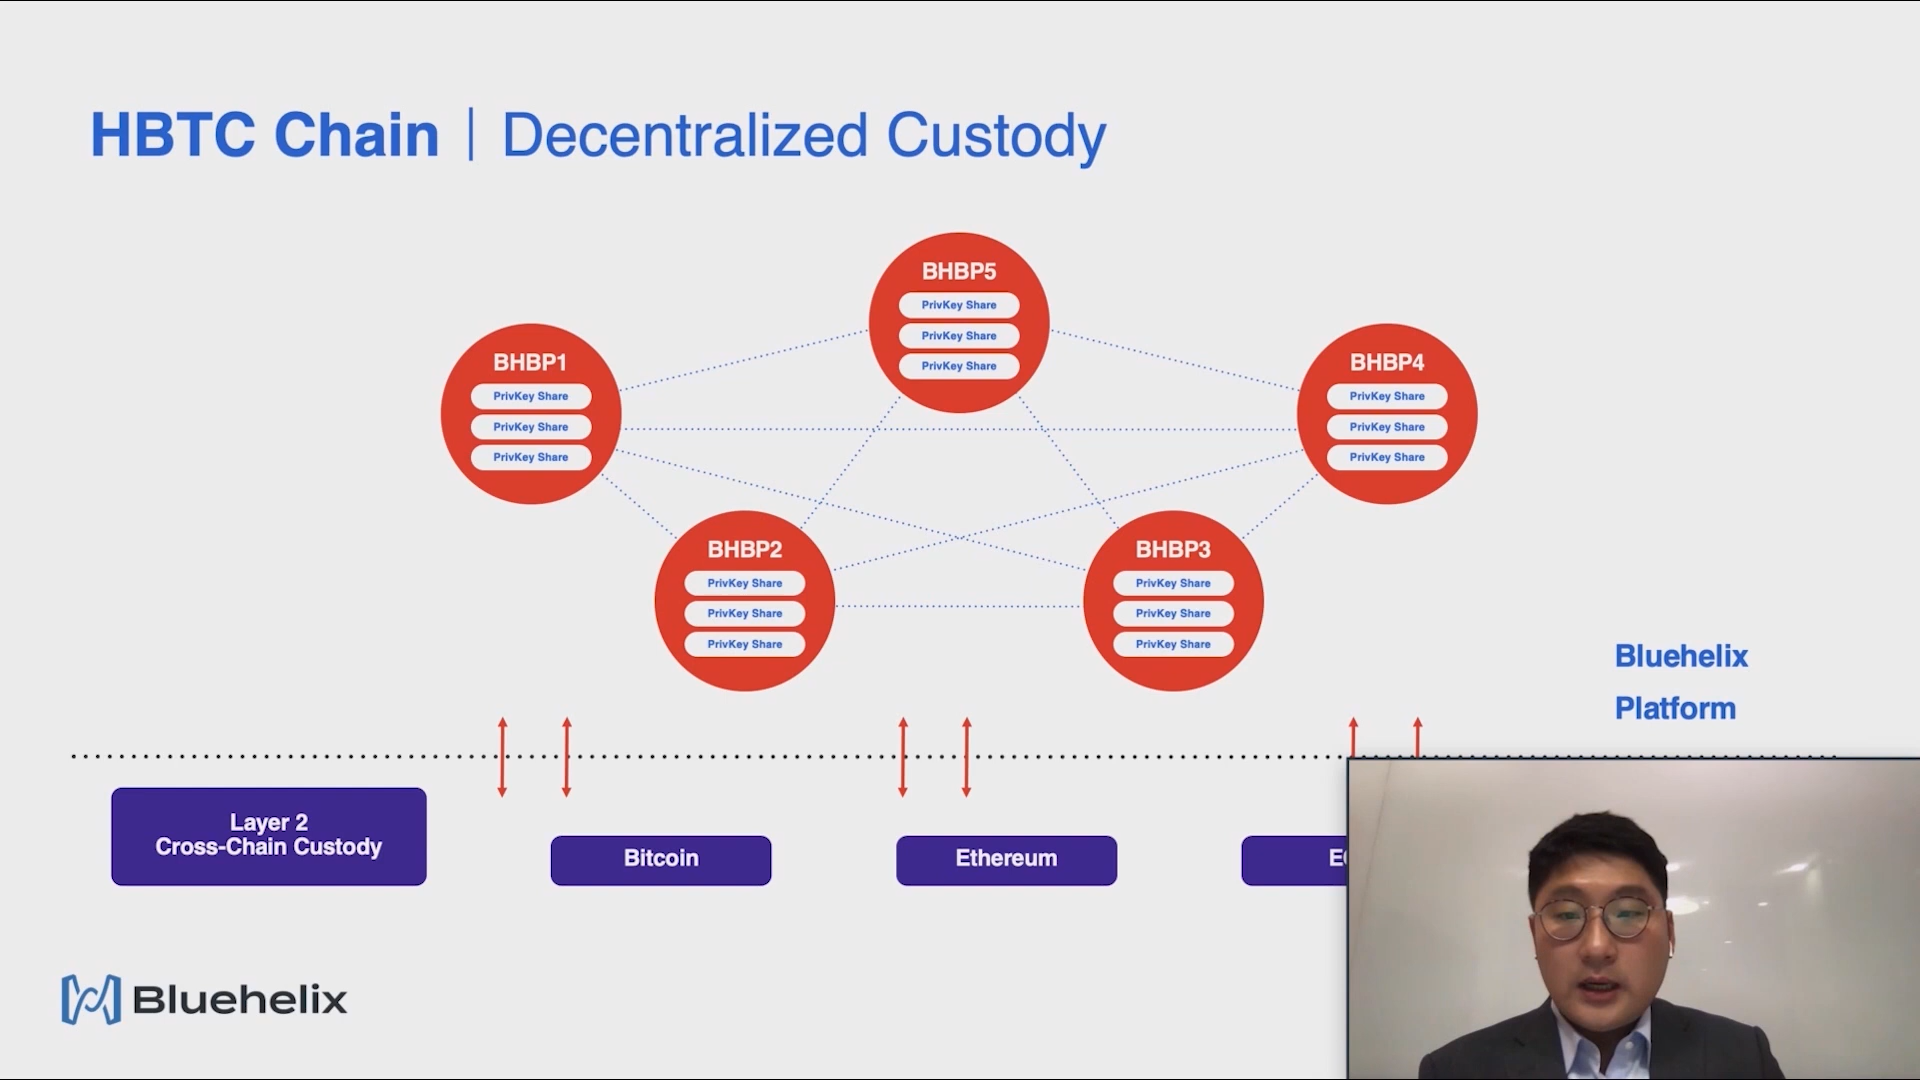 HBTC Chain | Decentralized Custody
BHBP5
PrivKey Share
PrivKey Share
PrivKey Share
BHBP1
PrivKey Share
PrivKey Share
PrivKey Share
BHBP4
PrivKey Share
PrivKey Share
PrivKey Share
BHBP2
PrivKey Share
PrivKey Share
PrivKey Share
BHBP3
PrivKey Share
PrivKey Share
PrivKey Share
Bluehelix
Platform
Layer 2
Cross-Chain Custody
Bitcoin
Ethereum
Bluehelix